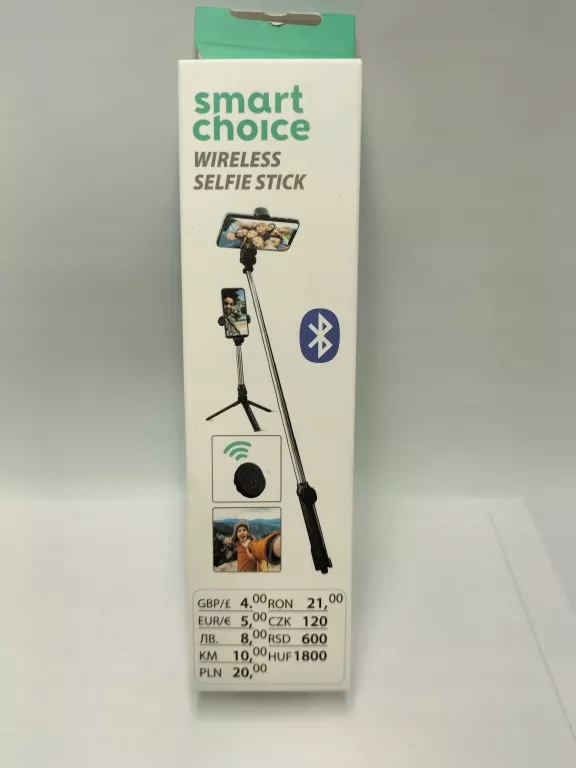 smart
choice
WIRELESS
SELFIE STICK
GBP/£ 4.00 RON 21,00
EUR/€ 5,00 CZK 120
ЛВ. 8,00 RSD 600
KM 10,00 HUF 1800
PLN 20,00